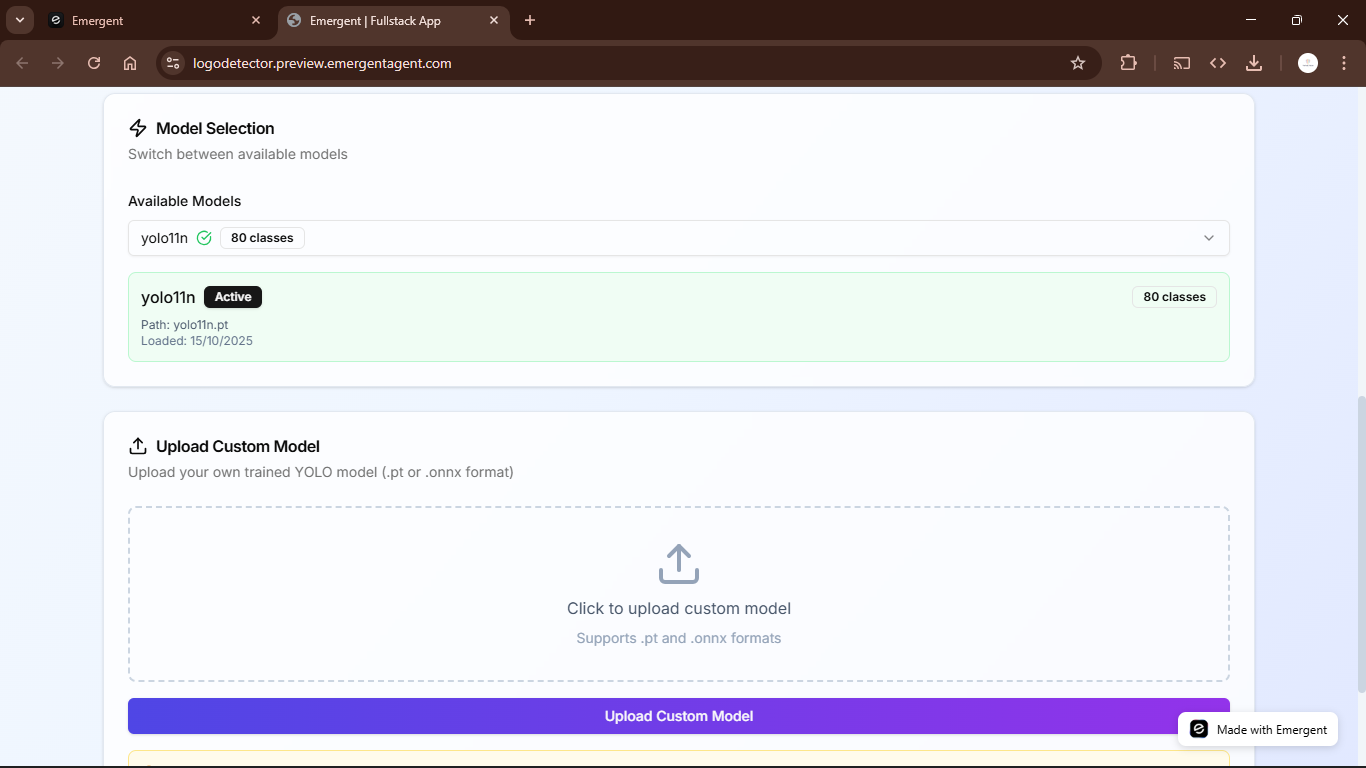 Emergent
Emergent | Fullstack App
logodetector.preview.emergentagent.com
Model Selection
Switch between available models
Available Models
yolo11n 80 classes
yolo11n Active 80 classes
Path: yolo11n.pt
Loaded: 15/10/2025
Upload Custom Model
Upload your own trained YOLO model (.pt or .onnx format)
Click to upload custom model
Supports .pt and .onnx formats
Upload Custom Model
Made with Emergent